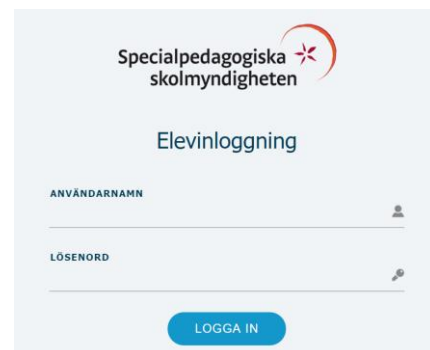 Specialpedagogiska
skolmyndigheten
Elevinloggning
ANVÄNDARNAMN
LÖSENORD
LOGGA IN